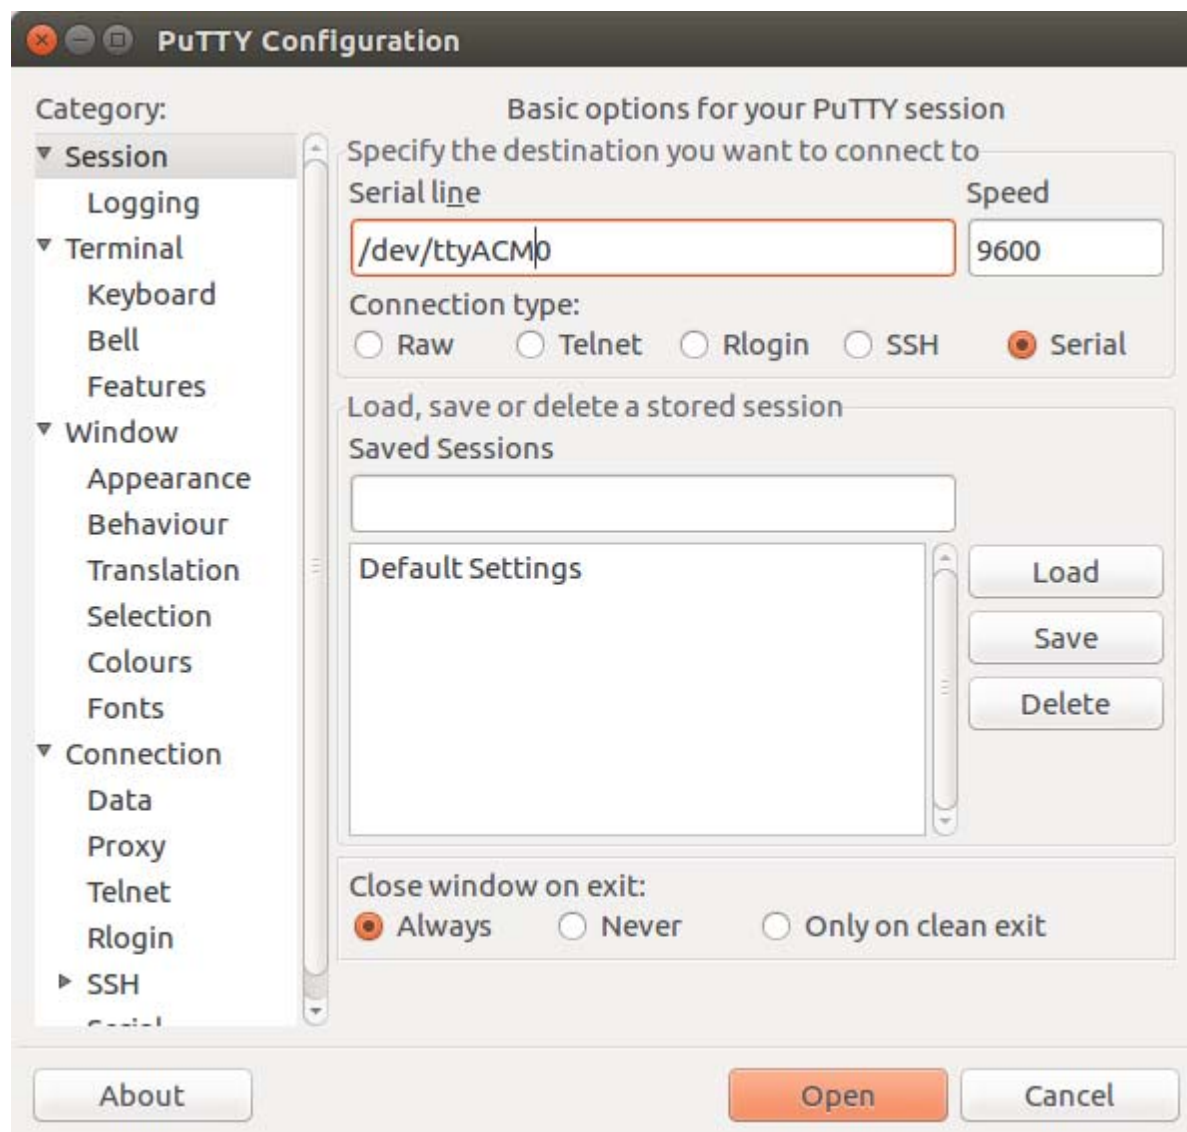 PuTTY Configuration
Category:
Session
Logging
Terminal
Keyboard
Bell
Features
Window
Appearance
Behaviour
Translation
Selection
Colours
Fonts
Connection
Data
Proxy
Telnet
Rlogin
SSH
Serial
Basic options for your PuTTY session
Specify the destination you want to connect to
Serial line Speed
/dev/ttyACM0 9600
Connection type:
Raw Telnet Rlogin SSH Serial
Load, save or delete a stored session
Saved Sessions
Default Settings
Load
Save
Delete
Close window on exit:
Always Never Only on clean exit
About Open Cancel